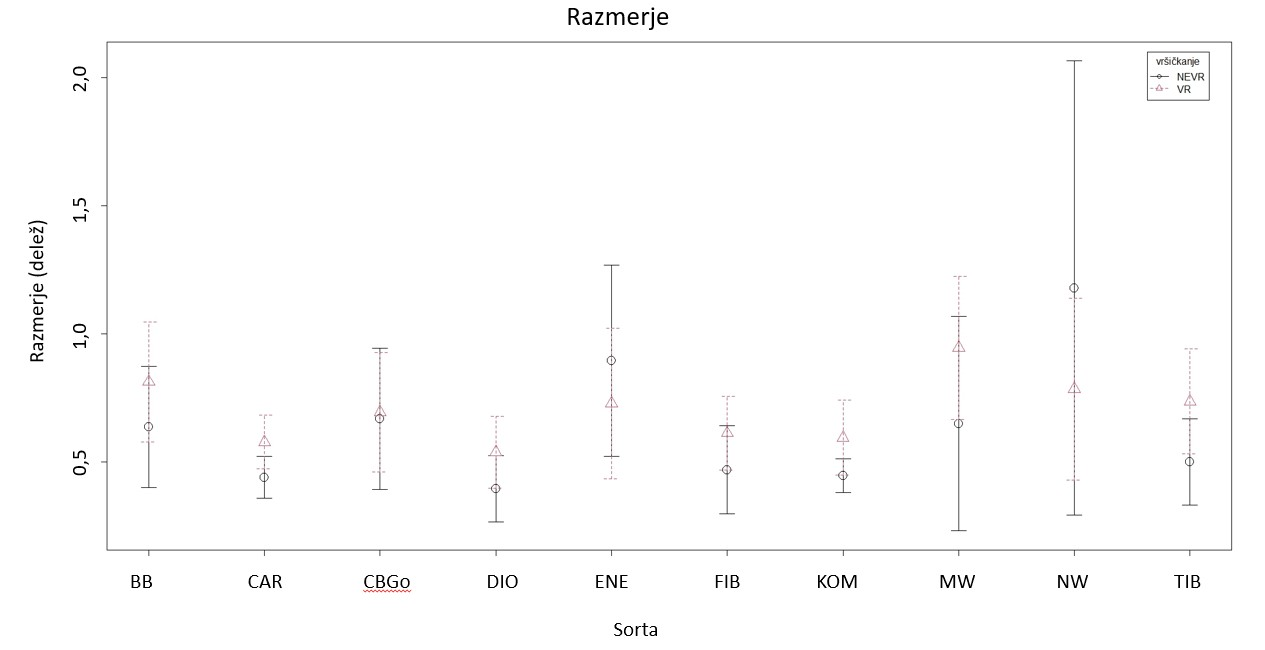 Razmerje
vršičkanje
NEVR
VR
Razmerje (delež)
2,0
1,5
1,0
0,5
BB CAR CBGo DIO ENE FIB KOM MW NW TIB
Sorta